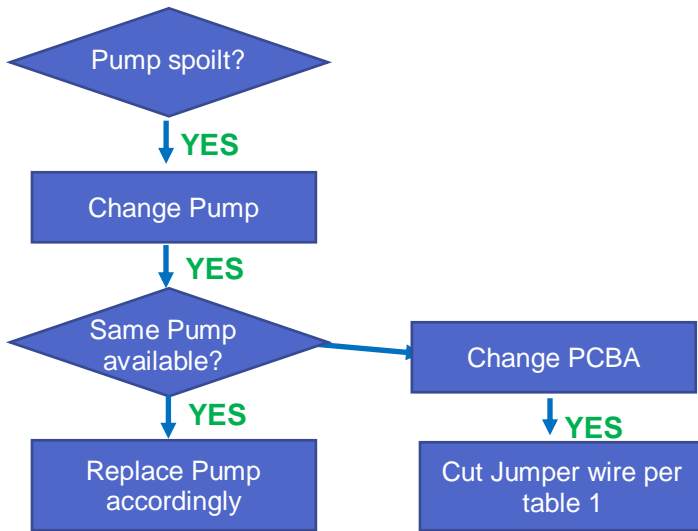 Pump spoilt?
YES
Change Pump
YES
Same Pump
available?
Change PCBA
YES
YES
Replace Pump
accordingly
Cut Jumper wire per
table 1